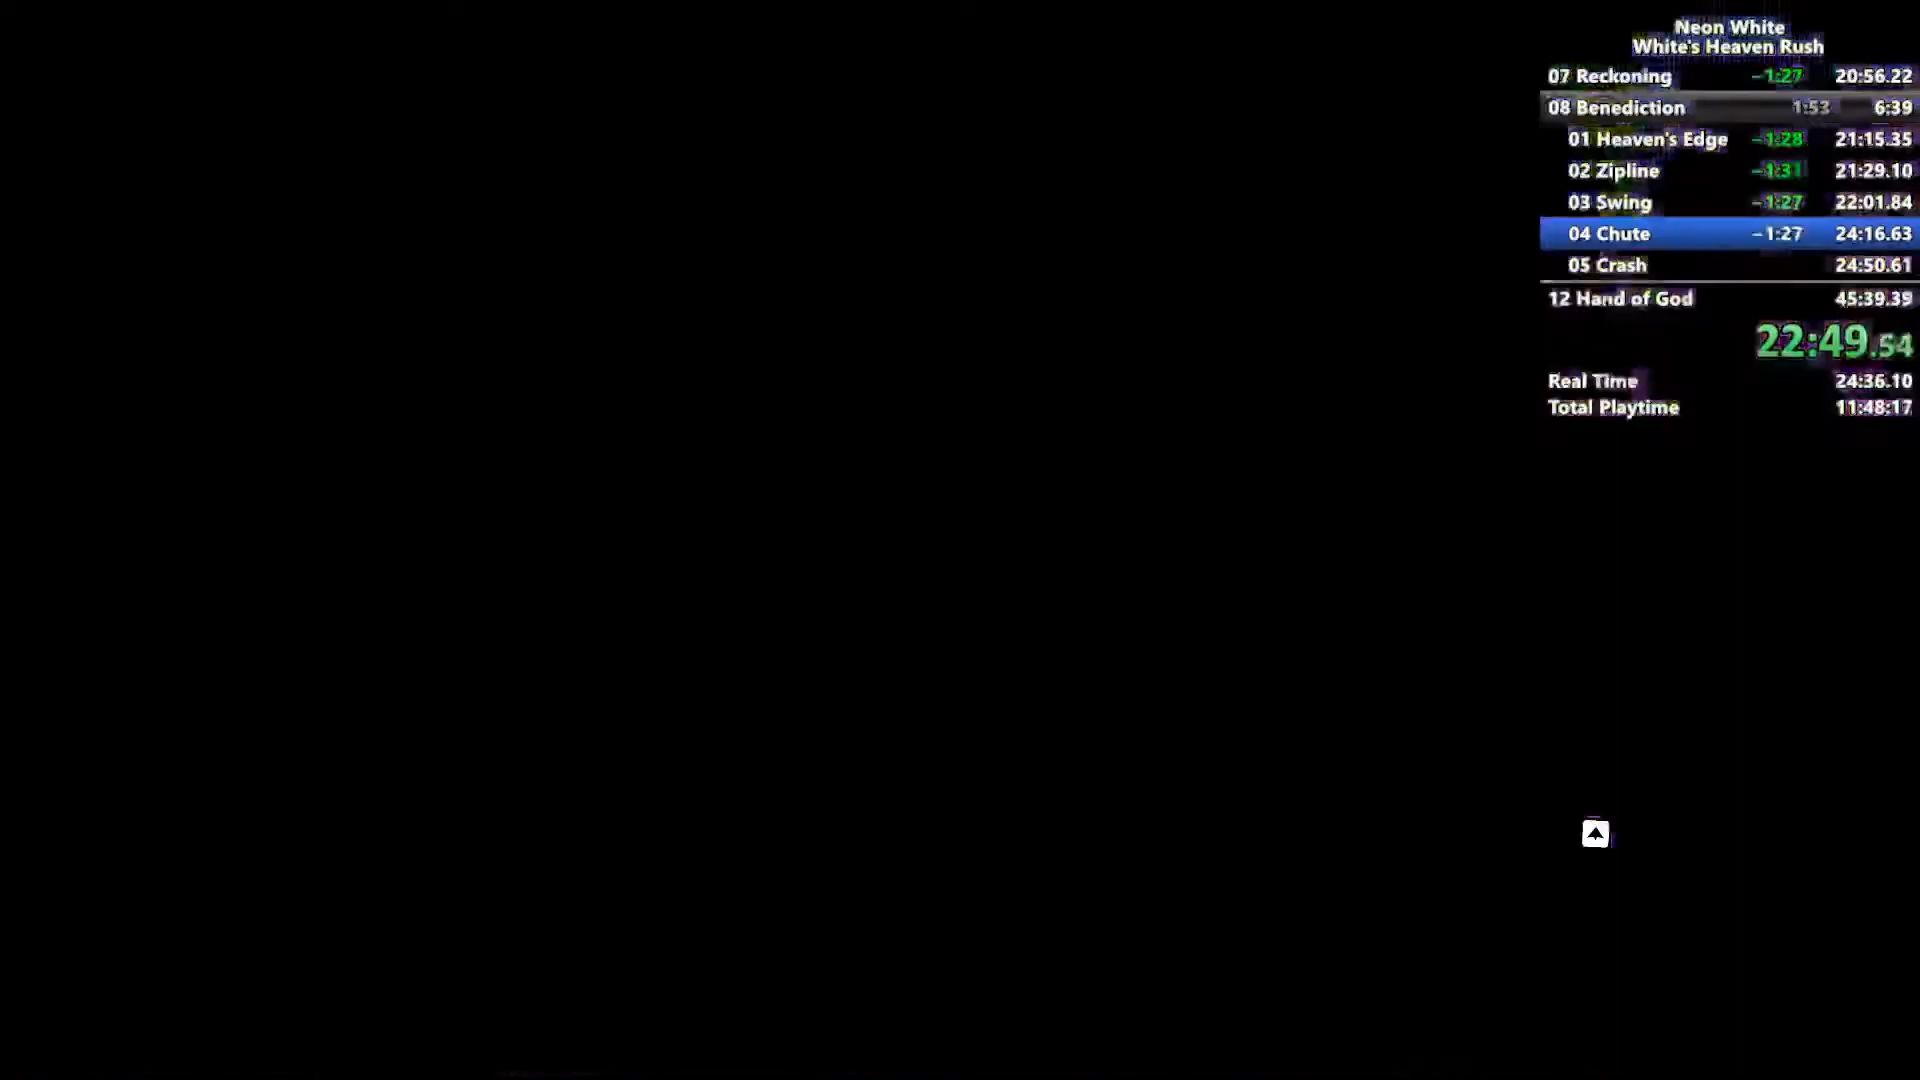 Neon White
White's Heaven Rush
07 Reckoning −1:27 20:56.22
08 Benediction 1:53 6:39
01 Heaven's Edge −1:28 21:15.35
02 Zipline −1:31 21:29.10
03 Swing −1:27 22:01.84
04 Chute −1:27 24:16.63
05 Crash 24:50.61
12 Hand of God 45:39.39
22:49.54
Real Time 24:36.10
Total Playtime 11:48:17